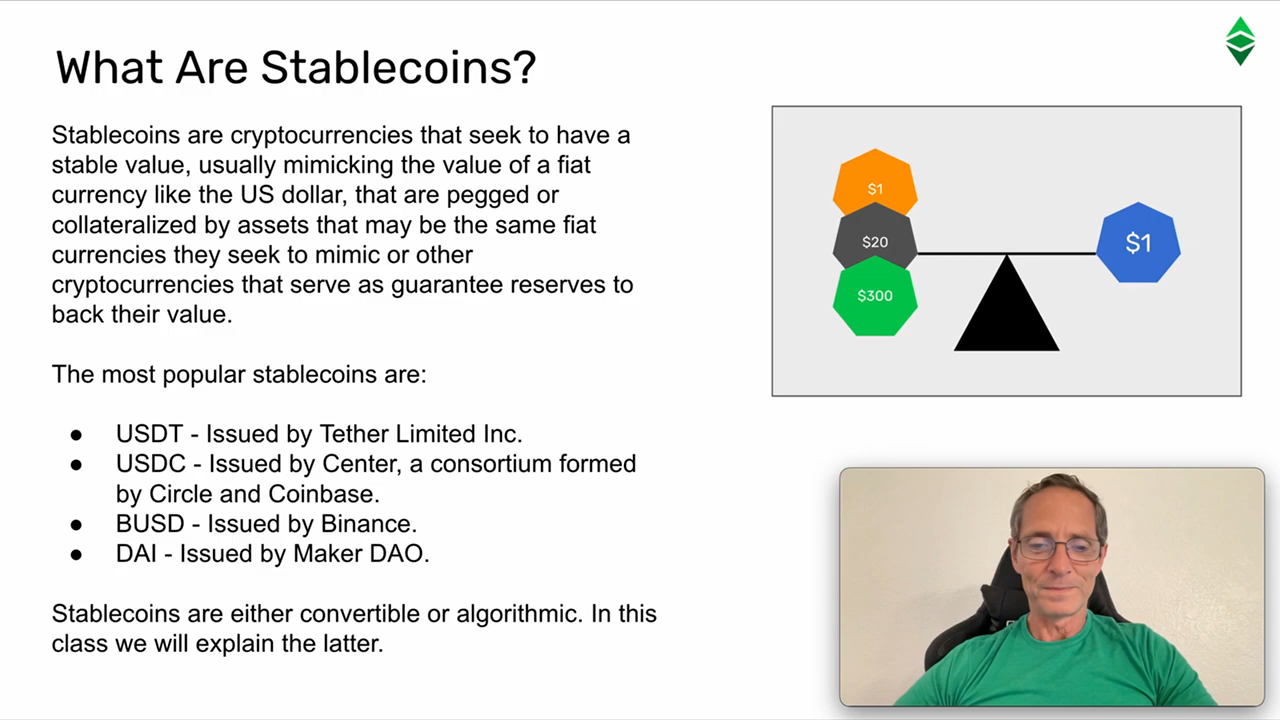 What Are Stablecoins?
Stablecoins are cryptocurrencies that seek to have a
stable value, usually mimicking the value of a fiat
currency like the US dollar, that are pegged or
collateralized by assets that may be the same fiat
currencies they seek to mimic or other
cryptocurrencies that serve as guarantee reserves to
back their value.
The most popular stablecoins are:
● USDT - Issued by Tether Limited Inc.
● USDC - Issued by Center, a consortium formed
by Circle and Coinbase.
● BUSD - Issued by Binance.
● DAI - Issued by Maker DAO.
Stablecoins are either convertible or algorithmic. In this
class we will explain the latter.
$1
$20
$300
$1